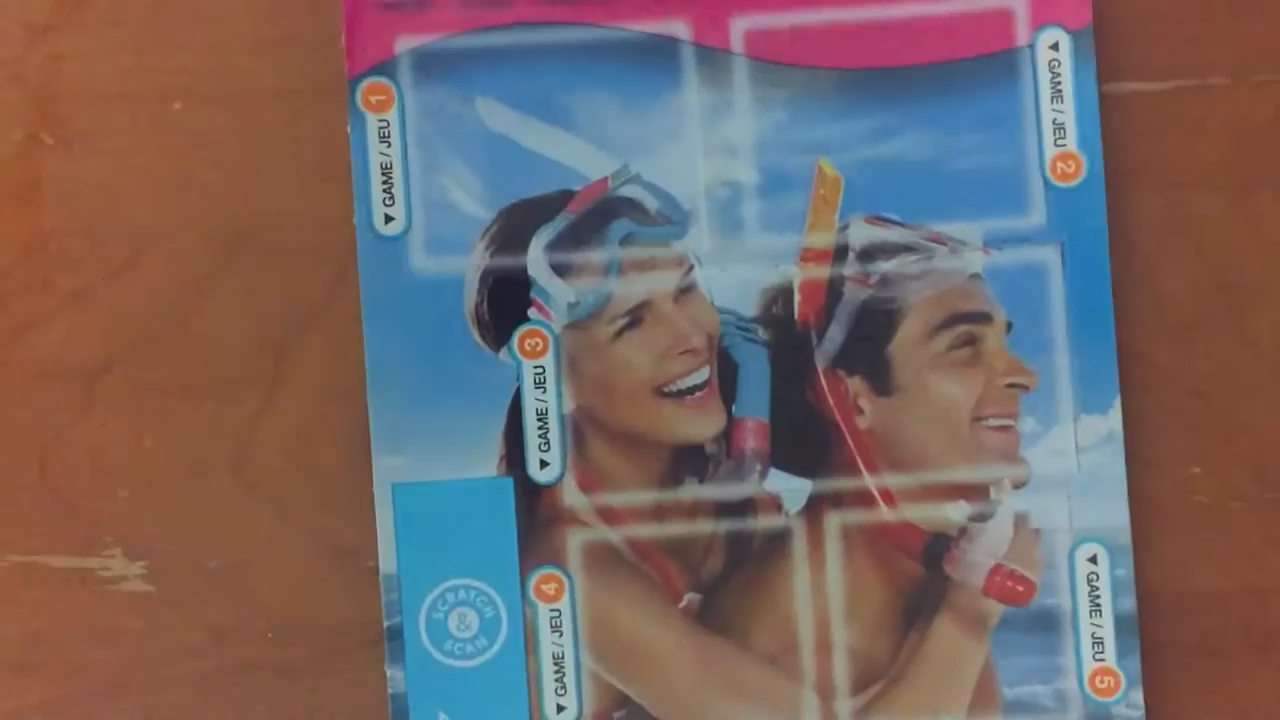 ▼ GAME / JEU 1
▼ GAME / JEU 2
▼ GAME / JEU 3
SCRATCH & SCAN
▼ GAME / JEU 4
▼ GAME / JEU 5